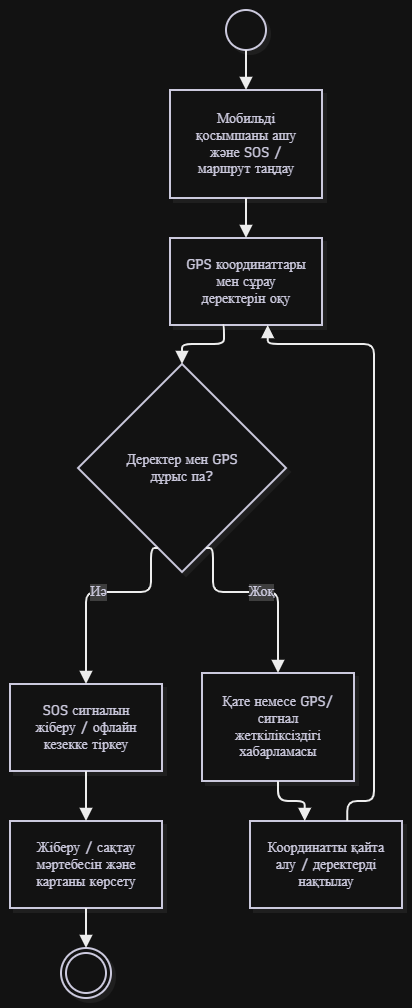 Мобильді
қосымшаны ашу
және SOS /
маршрут таңдау
GPS координаттары
мен сұрау
деректерін оқу
Деректер мен GPS
дұрыс па?
Иә
Жоқ
SOS сигналын
жіберу / офлайн
кезекке тіркеу
Қате немесе GPS/
сигнал
жеткіліксіздігі
хабарламасы
Жіберу / сақтау
мәртебесін және
картаны көрсету
Координатты қайта
алу / деректерді
нақтылау